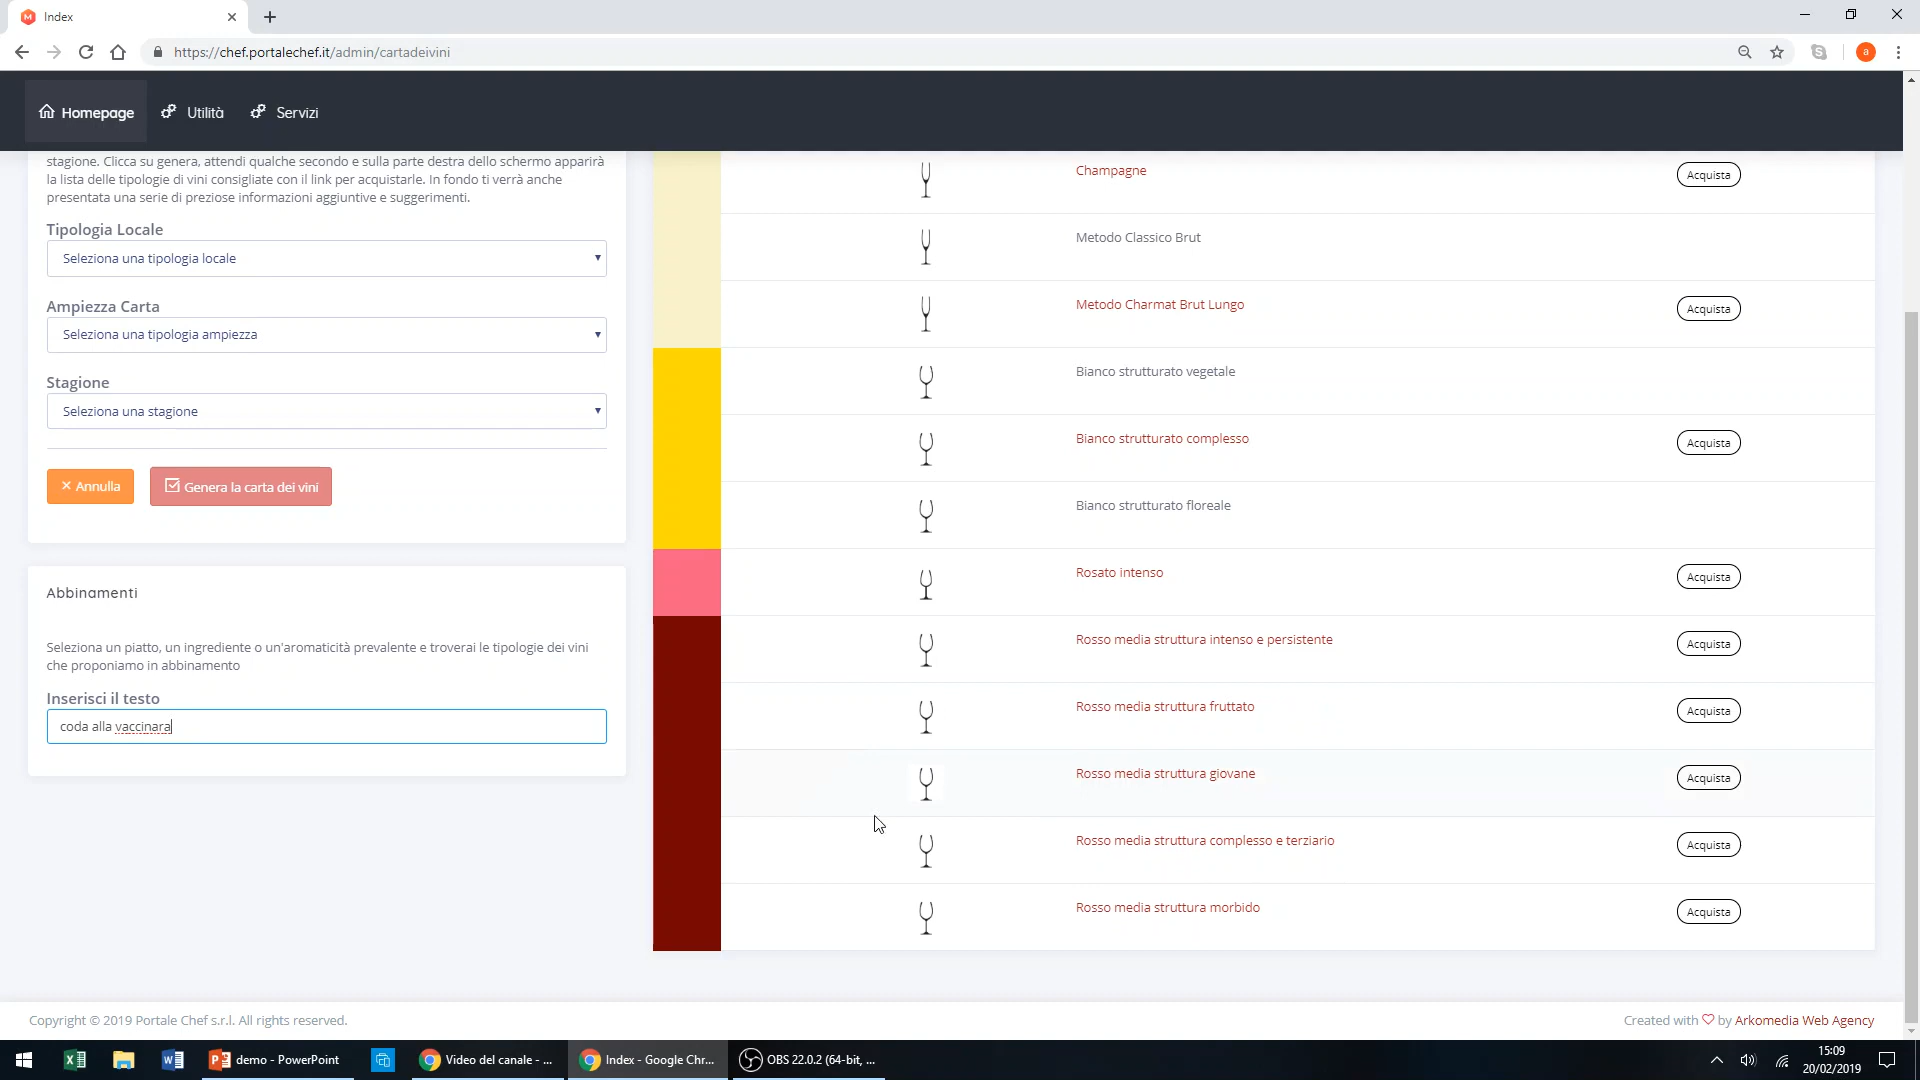 Index
https://chef.portalechef.it/admin/cartadeivini
a
Homepage
Utilità
Servizi
stagione. Clicca su genera, attendi qualche secondo e sulla parte destra dello schermo apparirà
la lista delle tipologie di vini consigliate con il link per acquistarle. In fondo ti verrà anche
presentata una serie di preziose informazioni aggiuntive e suggerimenti.
Tipologia Locale
Seleziona una tipologia locale
Ampiezza Carta
Seleziona una tipologia ampiezza
Stagione
Seleziona una stagione
Annulla
Genera la carta dei vini
Abbinamenti
Seleziona un piatto, un ingrediente o un'aromaticità prevalente e troverai le tipologie dei vini
che proponiamo in abbinamento
Inserisci il testo
coda alla vaccinara
Champagne Acquista
Metodo Classico Brut
Metodo Charmat Brut Lungo Acquista
Bianco strutturato vegetale
Bianco strutturato complesso Acquista
Bianco strutturato floreale
Rosato intenso Acquista
Rosso media struttura intenso e persistente Acquista
Rosso media struttura fruttato Acquista
Rosso media struttura giovane Acquista
Rosso media struttura complesso e terziario Acquista
Rosso media struttura morbido Acquista
Copyright © 2019 Portale Chef s.r.l. All rights reserved.
Created with ♡ by Arkomedia Web Agency
demo - PowerPoint
Video del canale - ...
Index - Google Chr...
OBS 22.0.2 (64-bit, ...
15:09
20/02/2019